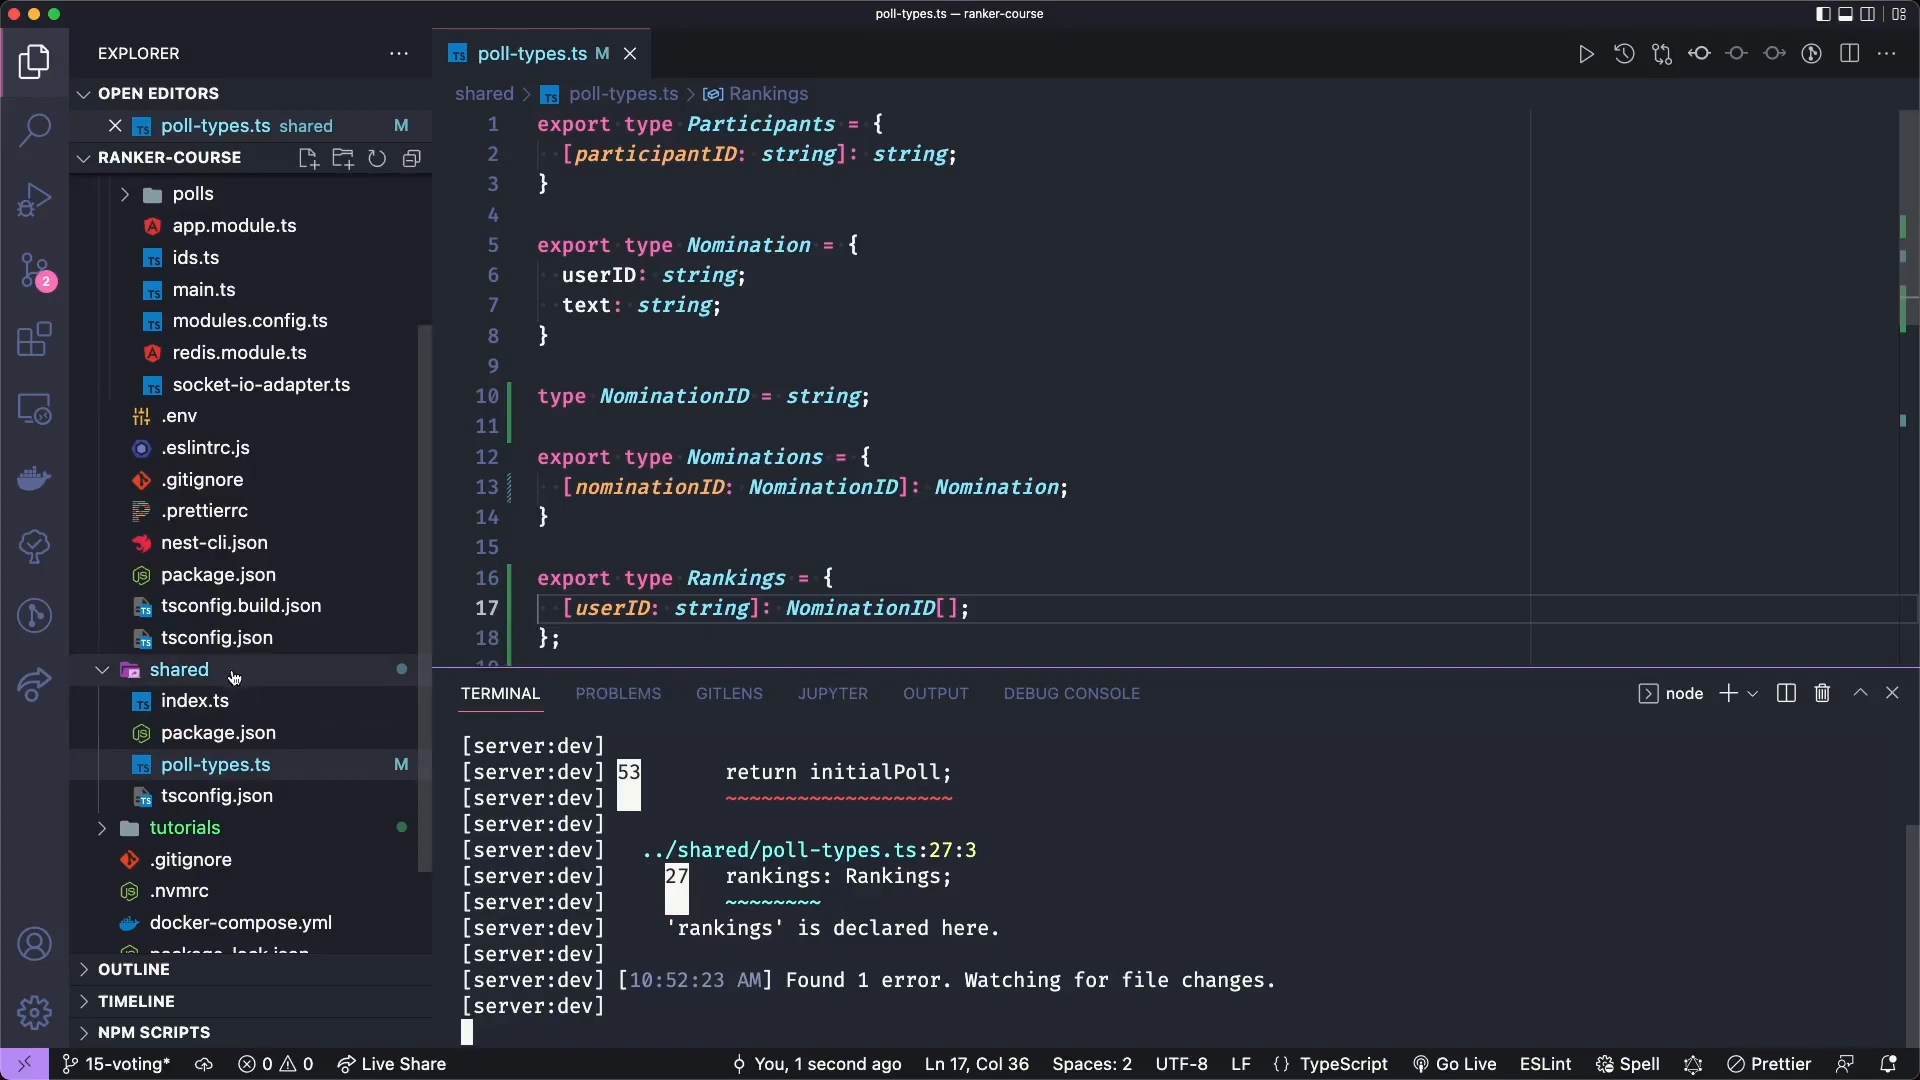 poll-types.ts — ranker-course
EXPLORER
OPEN EDITORS
poll-types.ts shared M
RANKER-COURSE
polls
app.module.ts
ids.ts
main.ts
modules.config.ts
redis.module.ts
socket-io-adapter.ts
.env
.eslintrc.js
.gitignore
.prettierrc
nest-cli.json
package.json
tsconfig.build.json
tsconfig.json
shared
index.ts
package.json
poll-types.ts M
tsconfig.json
tutorials
.gitignore
.nvmrc
docker-compose.yml
package-lock.json
OUTLINE
TIMELINE
NPM SCRIPTS
2
poll-types.ts M
shared > poll-types.ts > Rankings
1 export type Participants = {
2 [participantID: string]: string;
3 }
4
5 export type Nomination = {
6 userID: string;
7 text: string;
8 }
9
10 type NominationID = string;
11
12 export type Nominations = {
13 [nominationID: NominationID]: Nomination;
14 }
15
16 export type Rankings = {
17 [userID: string]: NominationID[];
18 };
TERMINAL PROBLEMS GITLENS JUPYTER OUTPUT DEBUG CONSOLE node
[server:dev]
[server:dev] 53 return initialPoll;
[server:dev] ~~~~~~~~~~~~~~~~~~~
[server:dev]
[server:dev] ../shared/poll-types.ts:27:3
[server:dev] 27 rankings: Rankings;
[server:dev] ~~~~~~~~
[server:dev] 'rankings' is declared here.
[server:dev]
[server:dev] [10:52:23 AM] Found 1 error. Watching for file changes.
[server:dev]
15-voting* 0 0 Live Share You, 1 second ago Ln 17, Col 36 Spaces: 2 UTF-8 LF {} TypeScript Go Live ESLint Spell Prettier